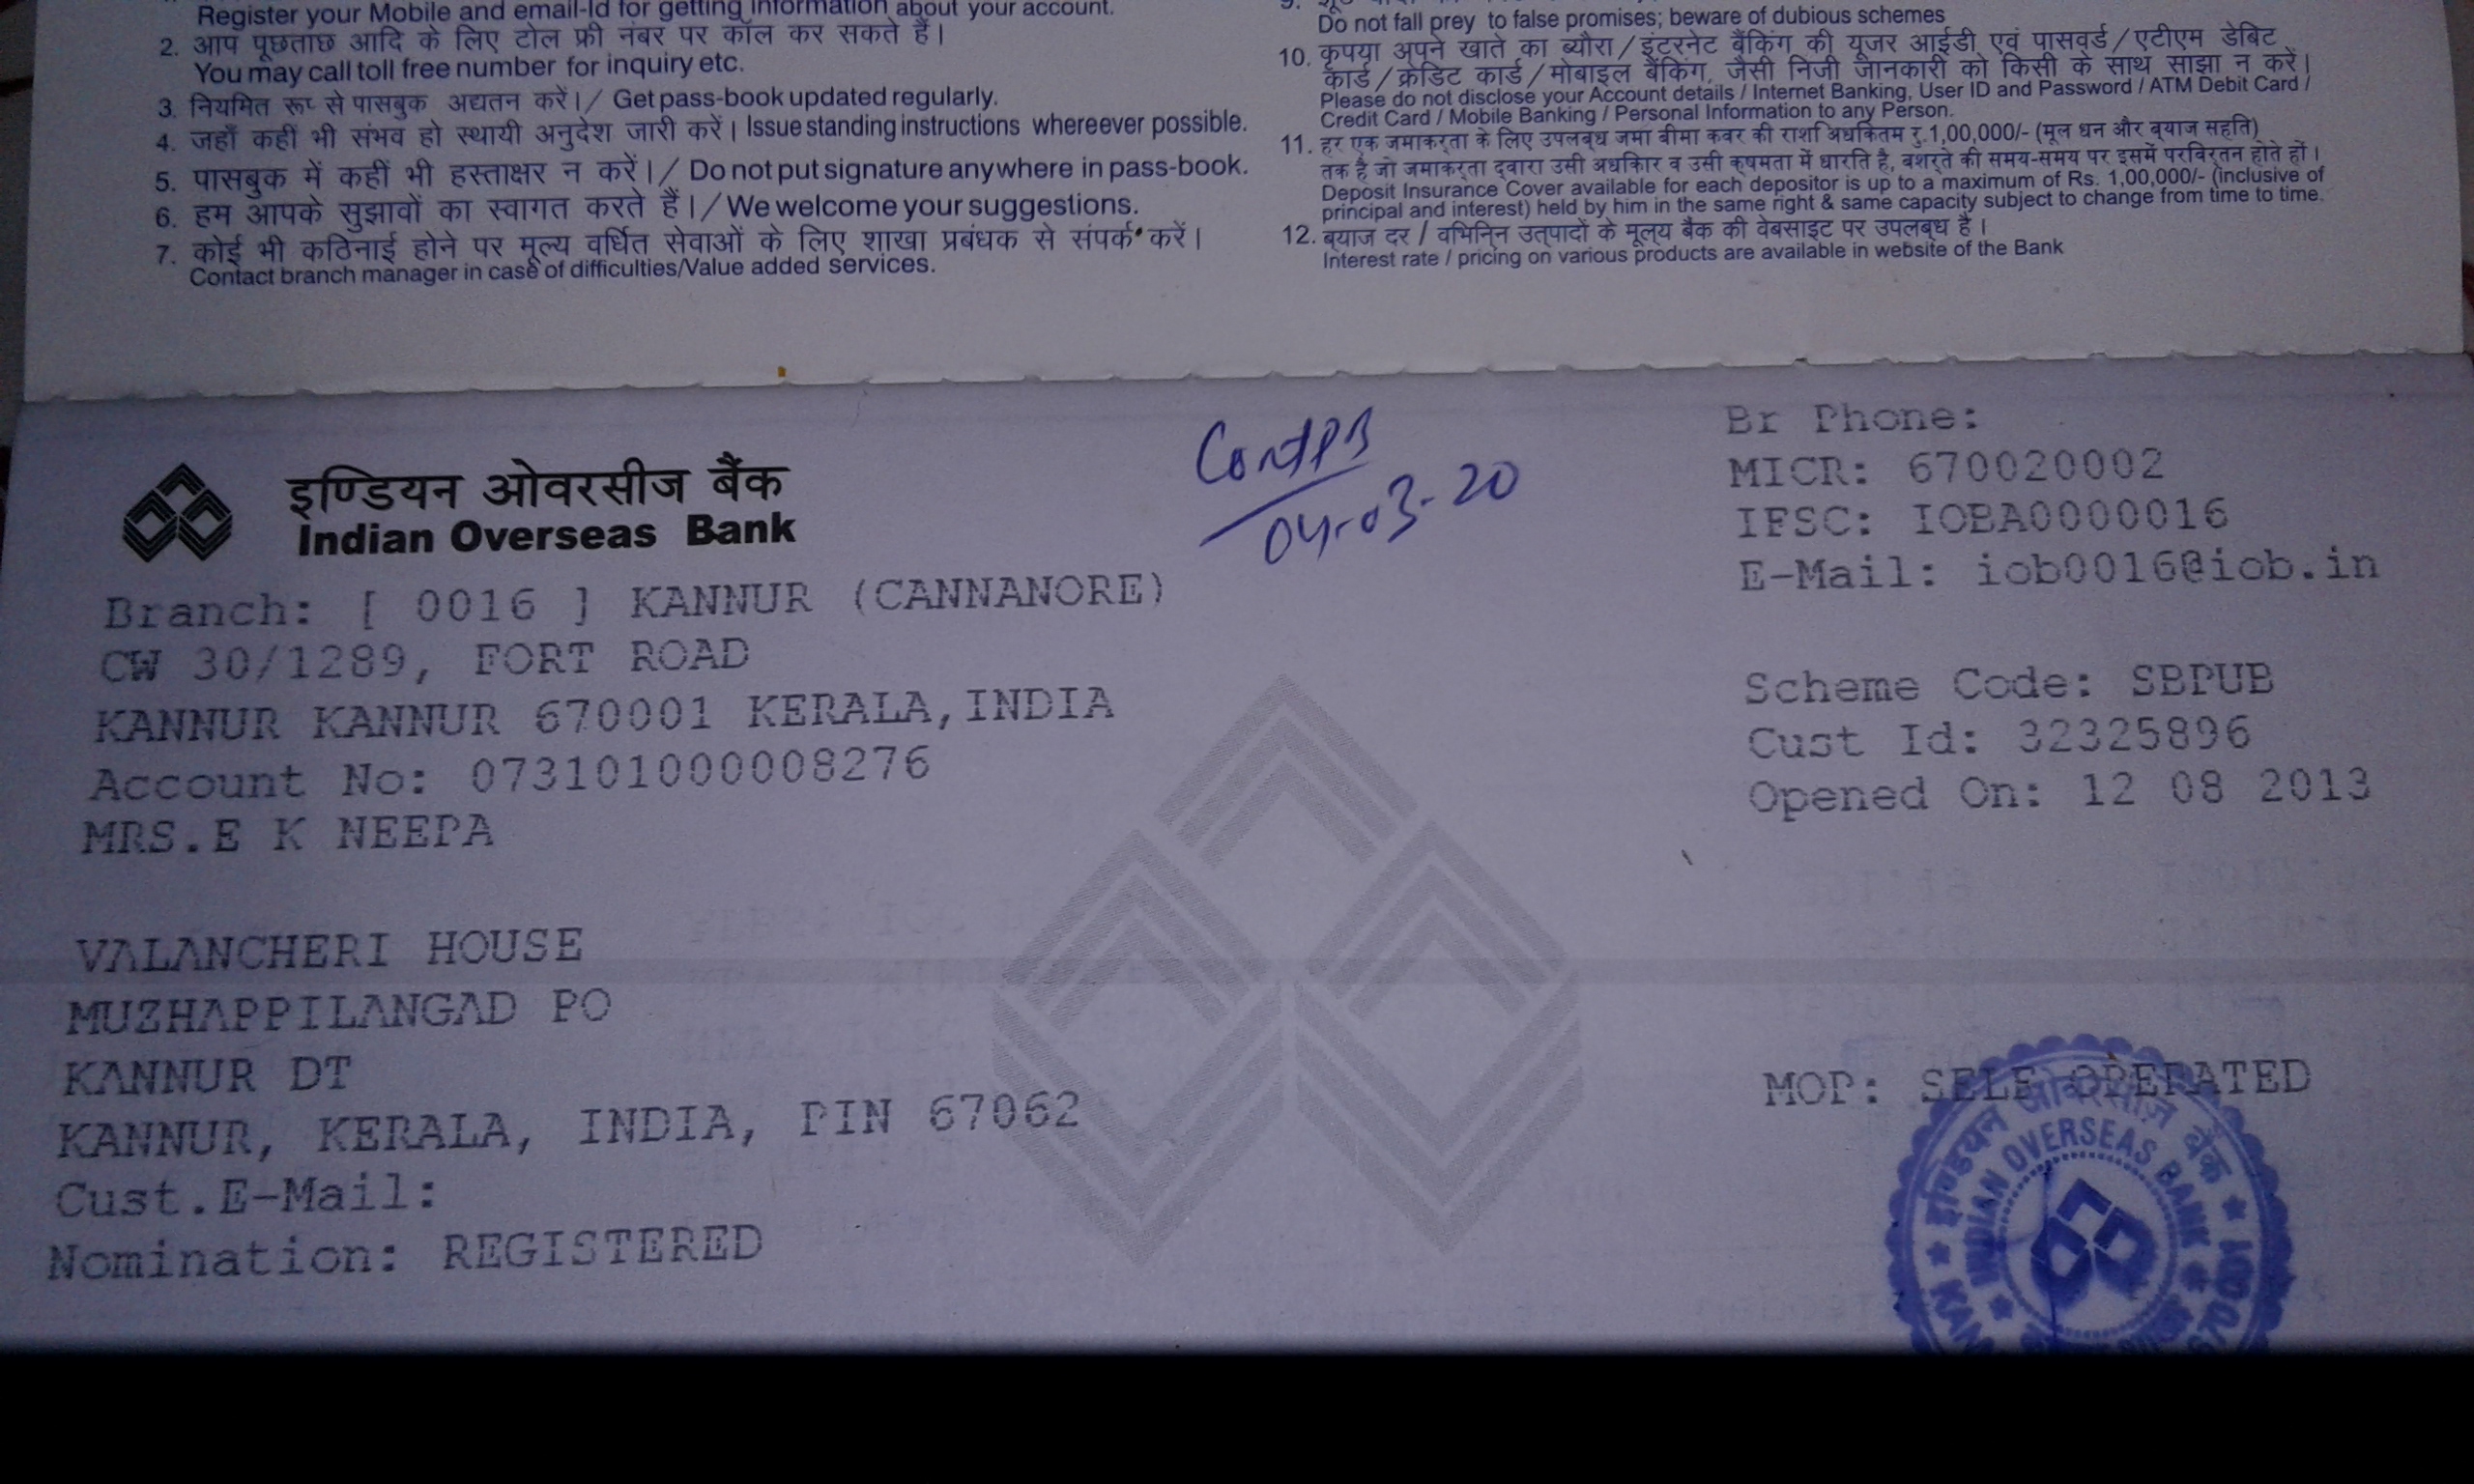 Register your Mobile and email-Id for getting information about your account.
2. आप पूछताछ आदि के लिए टोल फ्री नंबर पर कॉल कर सकते हैं।
You may call toll free number for inquiry etc.
3. नियमित रूप से पासबुक अद्यतन करें। / Get pass-book updated regularly.
4. जहाँ कहीं भी संभव हो स्थायी अनुदेश जारी करें। Issue standing instructions whereever possible.
5. पासबुक में कहीं भी हस्ताक्षर न करें। / Do not put signature anywhere in pass-book.
6. हम आपके सुझावों का स्वागत करते हैं। / We welcome your suggestions.
7. कोई भी कठिनाई होने पर मूल्य वर्धित सेवाओं के लिए शाखा प्रबंधक से संपर्क करें।
Contact branch manager in case of difficulties/Value added Services.
Do not fall prey to false promises; beware of dubious schemes
10. कृपया अपने खाते का ब्यौरा / इंटरनेट बैंकिंग की यूजर आईडी एवं पासवर्ड / एटीएम डेबिट
कार्ड / क्रेडिट कार्ड / मोबाइल बैंकिंग, जैसी निजी जानकारी को किसी के साथ साझा न करें।
Please do not disclose your Account details / Internet Banking, User ID and Password / ATM Debit Card /
Credit Card / Mobile Banking / Personal Information to any Person.
11. हर एक जमाकर्ता के लिए उपलब्ध जमा बीमा कवर की राशि अधिकतम रु.1,00,000/- (मूल धन और ब्याज सहित)
तक है जो जमाकर्ता द्वारा उसी अधिकार व उसी क्षमता में धारित है, बशर्ते की समय-समय पर इसमें परिवर्तन होते हों।
Deposit Insurance Cover available for each depositor is up to a maximum of Rs. 1,00,000/- (inclusive of
principal and interest) held by him in the same right & same capacity subject to change from time to time.
12. ब्याज दर / विभिन्न उत्पादों के मूल्य बैंक की वेबसाइट पर उपलब्ध है।
Interest rate / pricing on various products are available in website of the Bank
इण्डियन ओवरसीज बैंक
Indian Overseas Bank
Br Phone:
MICR: 670020002
IFSC: IOBA0000016
E-Mail: iob0016@iob.in
Branch: [ 0016 ] KANNUR (CANNANORE)
CW 30/1289, FORT ROAD
KANNUR KANNUR 670001 KERALA,INDIA
Account No: 073101000008276
MRS.E K NEEPA
Scheme Code: SBPUB
Cust Id: 32325896
Opened On: 12 08 2013
VALANCHERI HOUSE
MUZHAPPILANGAD PO
KANNUR DT
KANNUR, KERALA, INDIA, PIN 67062
Cust.E-Mail:
Nomination: REGISTERED
MOP: SELF OPERATED
INDIAN OVERSEAS BANK